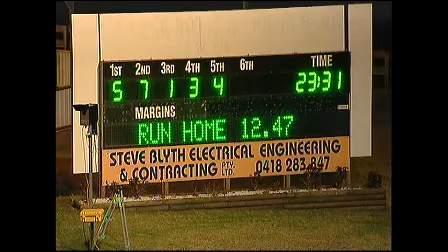 1ST 2ND 3RD 4TH 5TH 6TH TIME
5 7 1 3 4 23:31
MARGINS
RUN HOME 12.47
STEVE BLYTH ELECTRICAL ENGINEERING
& CONTRACTING PTY. LTD. 0418 283 847